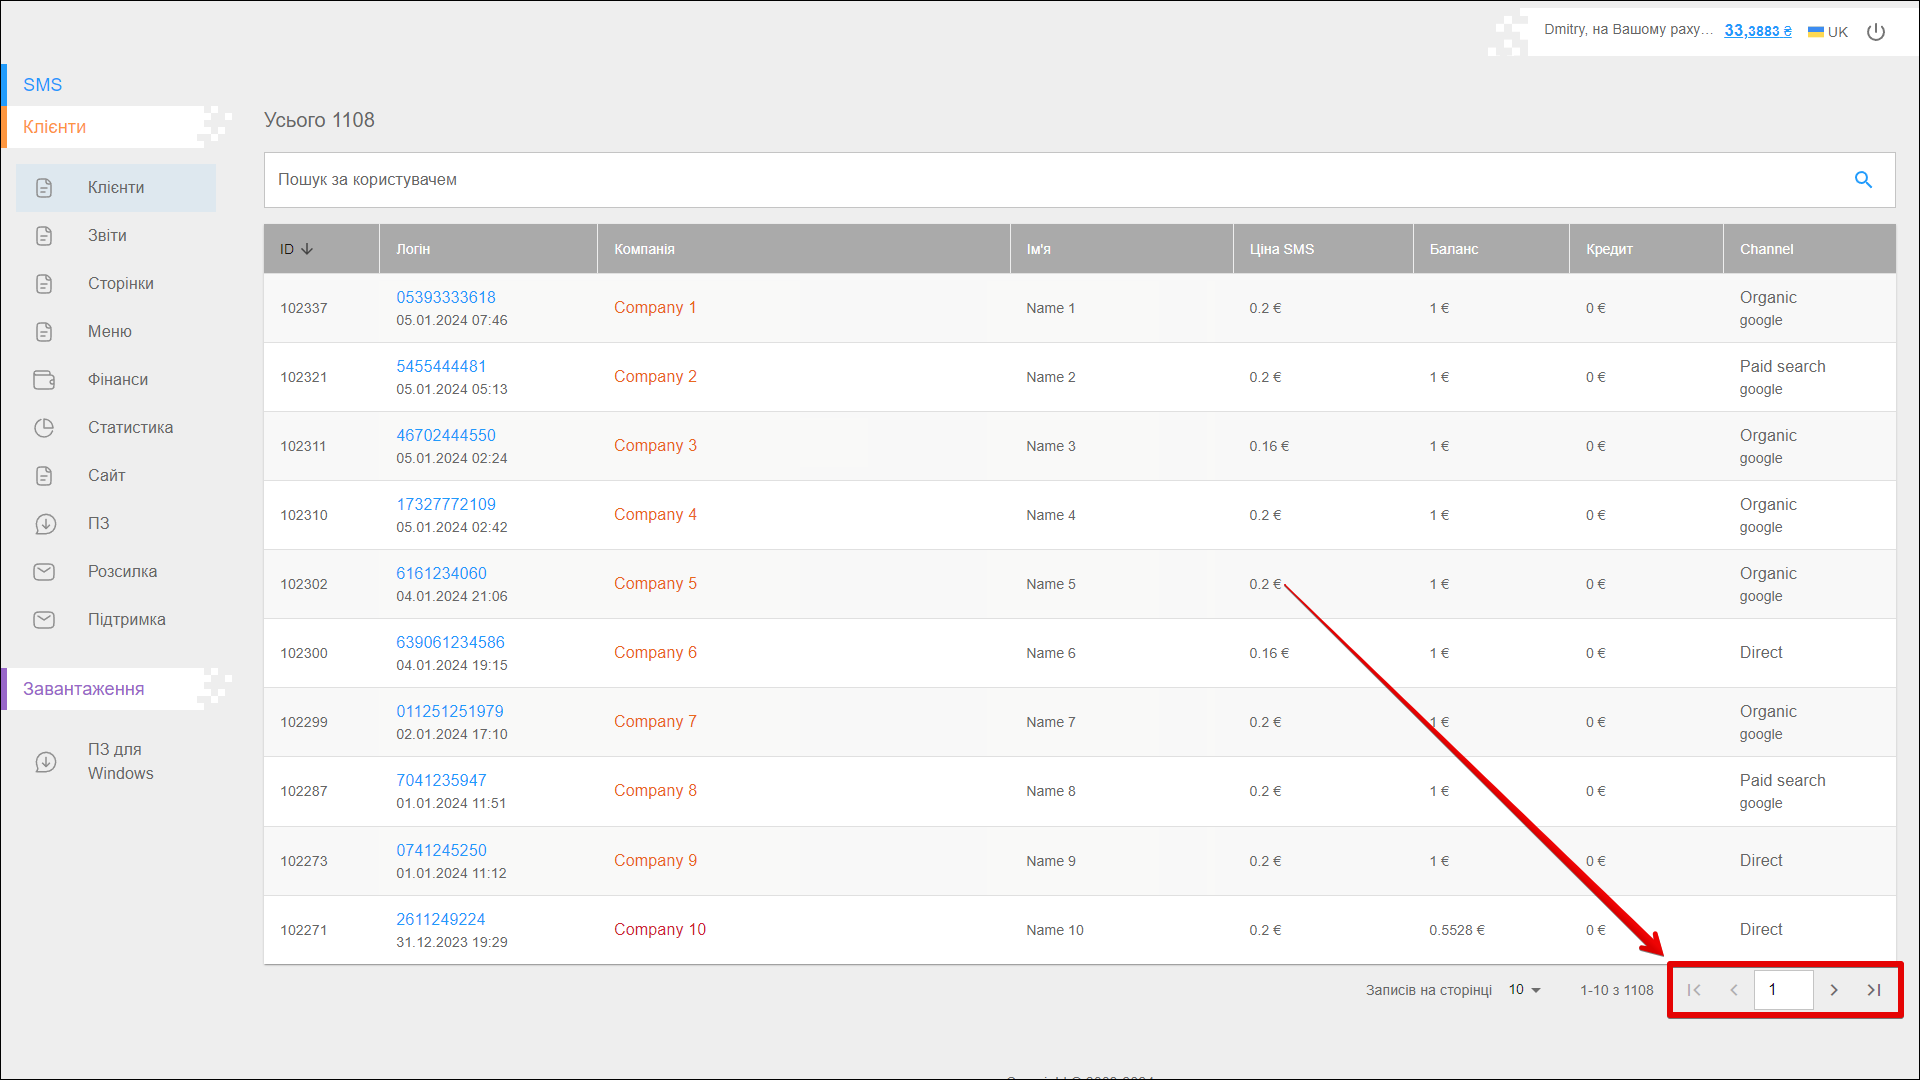 Dmitry, на Вашому раху... 33,3883 ₴ UK
SMS
Клієнти
Клієнти
Звіти
Сторінки
Меню
Фінанси
Статистика
Сайт
ПЗ
Розсилка
Підтримка
Завантаження
ПЗ для
Windows
Усього 1108
Пошук за користувачем
ID Логін Компанія Ім'я Ціна SMS Баланс Кредит Channel
102337 05393333618 Company 1 Name 1 0.2 € 1 € 0 € Organic
05.01.2024 07:46 google
102321 5455444481 Company 2 Name 2 0.2 € 1 € 0 € Paid search
05.01.2024 05:13 google
102311 46702444550 Company 3 Name 3 0.16 € 1 € 0 € Organic
05.01.2024 02:24 google
102310 17327772109 Company 4 Name 4 0.2 € 1 € 0 € Organic
05.01.2024 02:42 google
102302 6161234060 Company 5 Name 5 0.2 € 1 € 0 € Organic
04.01.2024 21:06 google
102300 639061234586 Company 6 Name 6 0.16 € 1 € 0 € Direct
04.01.2024 19:15
102299 011251251979 Company 7 Name 7 0.2 € 1 € 0 € Organic
02.01.2024 17:10 google
102287 7041235947 Company 8 Name 8 0.2 € 1 € 0 € Paid search
01.01.2024 11:51 google
102273 0741245250 Company 9 Name 9 0.2 € 1 € 0 € Direct
01.01.2024 11:12
102271 2611249224 Company 10 Name 10 0.2 € 0.5528 € 0 € Direct
31.12.2023 19:29
Записів на сторінці 10 1-10 з 1108 1